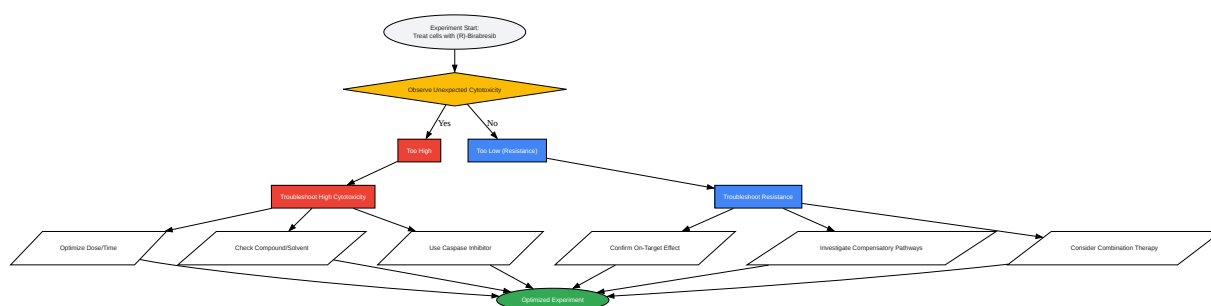 Experiment Start:
Treat cells with (R)-Birabresib
Observe Unexpected Cytotoxicity
Yes
No
Too High
Too Low (Resistance)
Troubleshoot High Cytotoxicity
Troubleshoot Resistance
Optimize Dose/Time
Check Compound/Solvent
Use Caspase Inhibitor
Confirm On-Target Effect
Investigate Compensatory Pathways
Consider Combination Therapy
Optimized Experiment